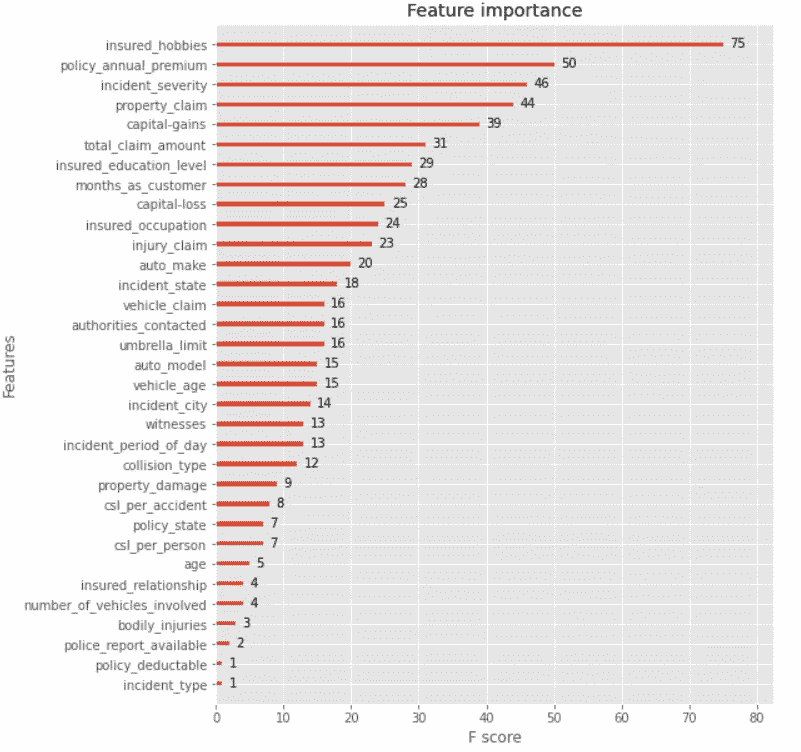 Feature importance
insured_hobbies 75
policy_annual_premium 50
incident_severity 46
property_claim 44
capital-gains 39
total_claim_amount 31
insured_education_level 29
months_as_customer 28
capital-loss 25
insured_occupation 24
injury_claim 23
auto_make 20
incident_state 18
vehicle_claim 16
authorities_contacted 16
umbrella_limit 16
auto_model 15
vehicle_age 15
incident_city 14
witnesses 13
incident_period_of_day 13
collision_type 12
property_damage 9
csl_per_accident 8
policy_state 7
csl_per_person 7
age 5
insured_relationship 4
number_of_vehicles_involved 4
bodily_injuries 3
police_report_available 2
policy_deductable 1
incident_type 1
0 10 20 30 40 50 60 70 80
F score
Features